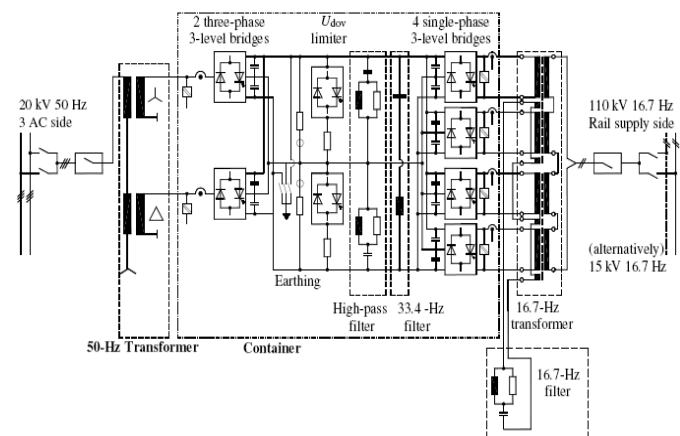 2 three-phase
3-level bridges
Udov
limiter
4 single-phase
3-level bridges
20 kV 50 Hz
3 AC side
110 kV 16.7 Hz
Rail supply side
(alternatively)
15 kV 16.7 Hz
Earthing
High-pass
filter
33.4 -Hz
filter
16.7-Hz
transformer
50-Hz Transformer
Container
16.7-Hz
filter